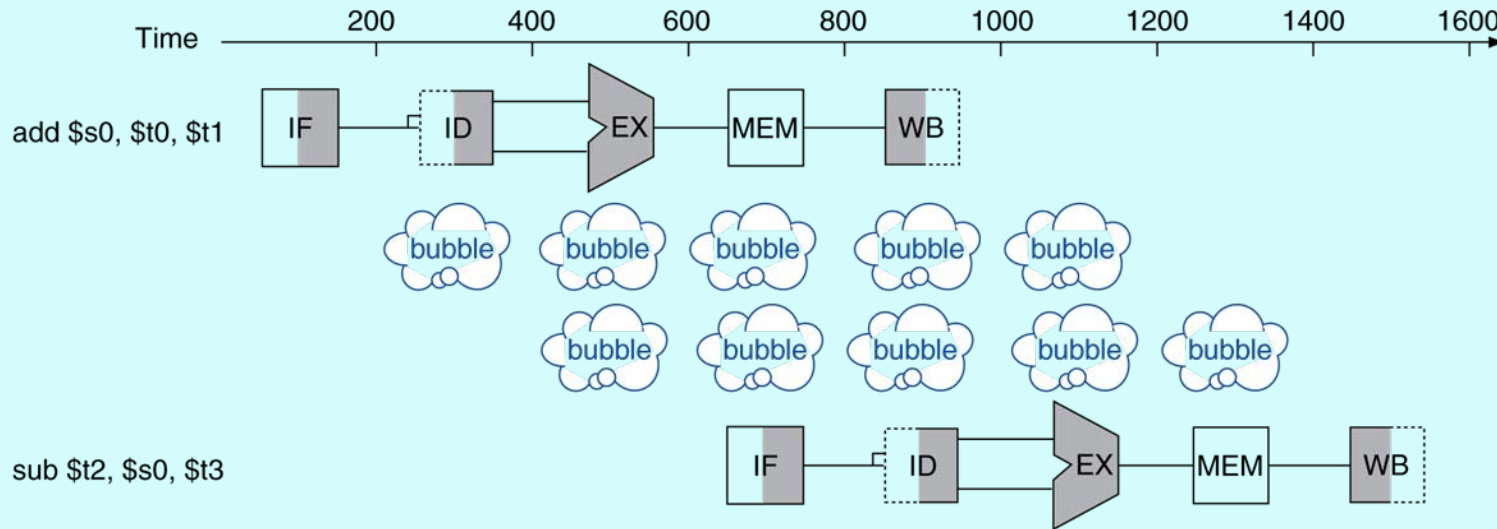 200 400 600 800 1000 1200 1400 1600
Time
add $s0, $t0, $t1 IF ID EX MEM WB
bubble bubble bubble bubble bubble
bubble bubble bubble bubble bubble
sub $t2, $s0, $t3 IF ID EX MEM WB